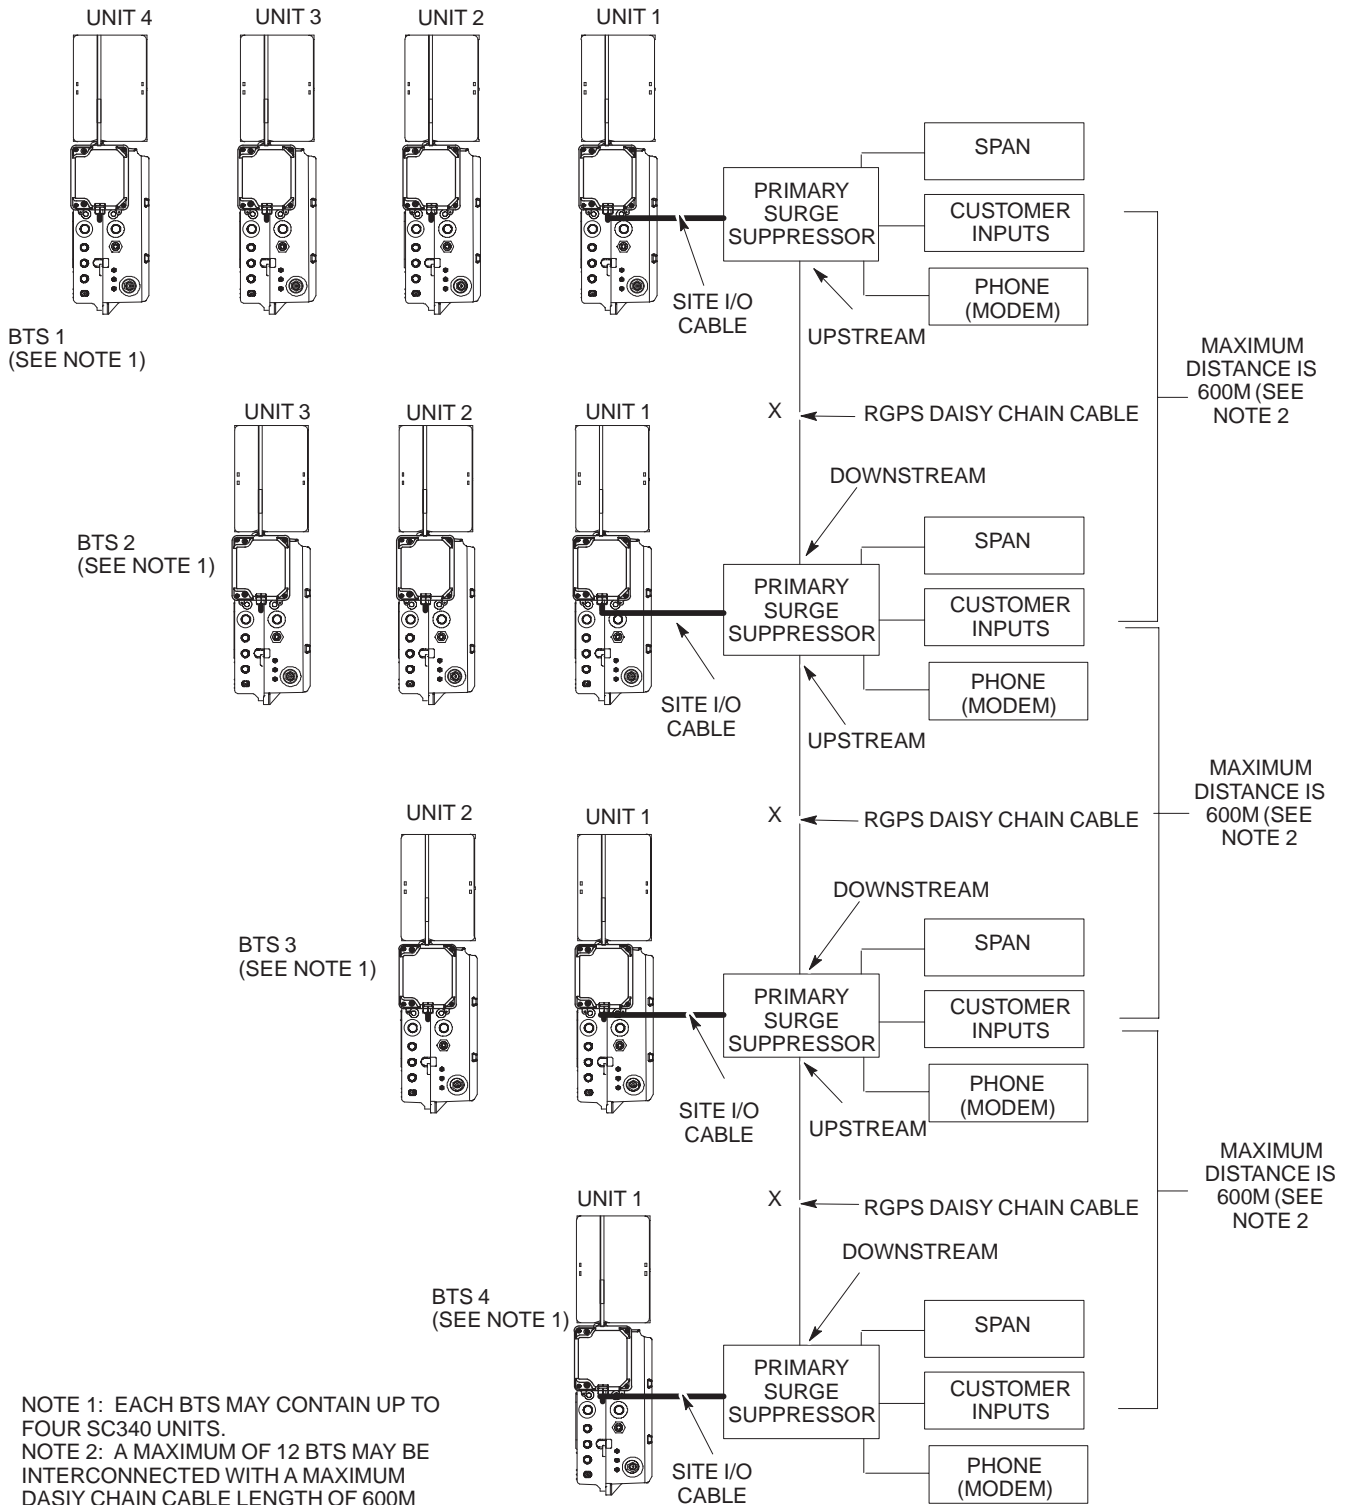 UNIT 4
UNIT 3
UNIT 2
UNIT 1
SPAN
PRIMARY
SURGE
SUPPRESSOR
CUSTOMER
INPUTS
PHONE
(MODEM)
SITE I/O
CABLE
UPSTREAM
BTS 1
(SEE NOTE 1)
MAXIMUM
DISTANCE IS
600M (SEE
NOTE 2
X
RGPS DAISY CHAIN CABLE
UNIT 3
UNIT 2
UNIT 1
DOWNSTREAM
BTS 2
(SEE NOTE 1)
SPAN
PRIMARY
SURGE
SUPPRESSOR
CUSTOMER
INPUTS
PHONE
(MODEM)
SITE I/O
CABLE
UPSTREAM
MAXIMUM
DISTANCE IS
600M (SEE
NOTE 2
X
RGPS DAISY CHAIN CABLE
UNIT 2
UNIT 1
DOWNSTREAM
BTS 3
(SEE NOTE 1)
SPAN
PRIMARY
SURGE
SUPPRESSOR
CUSTOMER
INPUTS
PHONE
(MODEM)
SITE I/O
CABLE
UPSTREAM
MAXIMUM
DISTANCE IS
600M (SEE
NOTE 2
X
RGPS DAISY CHAIN CABLE
UNIT 1
DOWNSTREAM
BTS 4
(SEE NOTE 1)
SPAN
PRIMARY
SURGE
SUPPRESSOR
CUSTOMER
INPUTS
PHONE
(MODEM)
SITE I/O
CABLE
NOTE 1: EACH BTS MAY CONTAIN UP TO
FOUR SC340 UNITS.
NOTE 2: A MAXIMUM OF 12 BTS MAY BE
INTERCONNECTED WITH A MAXIMUM
DASIY CHAIN CABLE LENGTH OF 600M